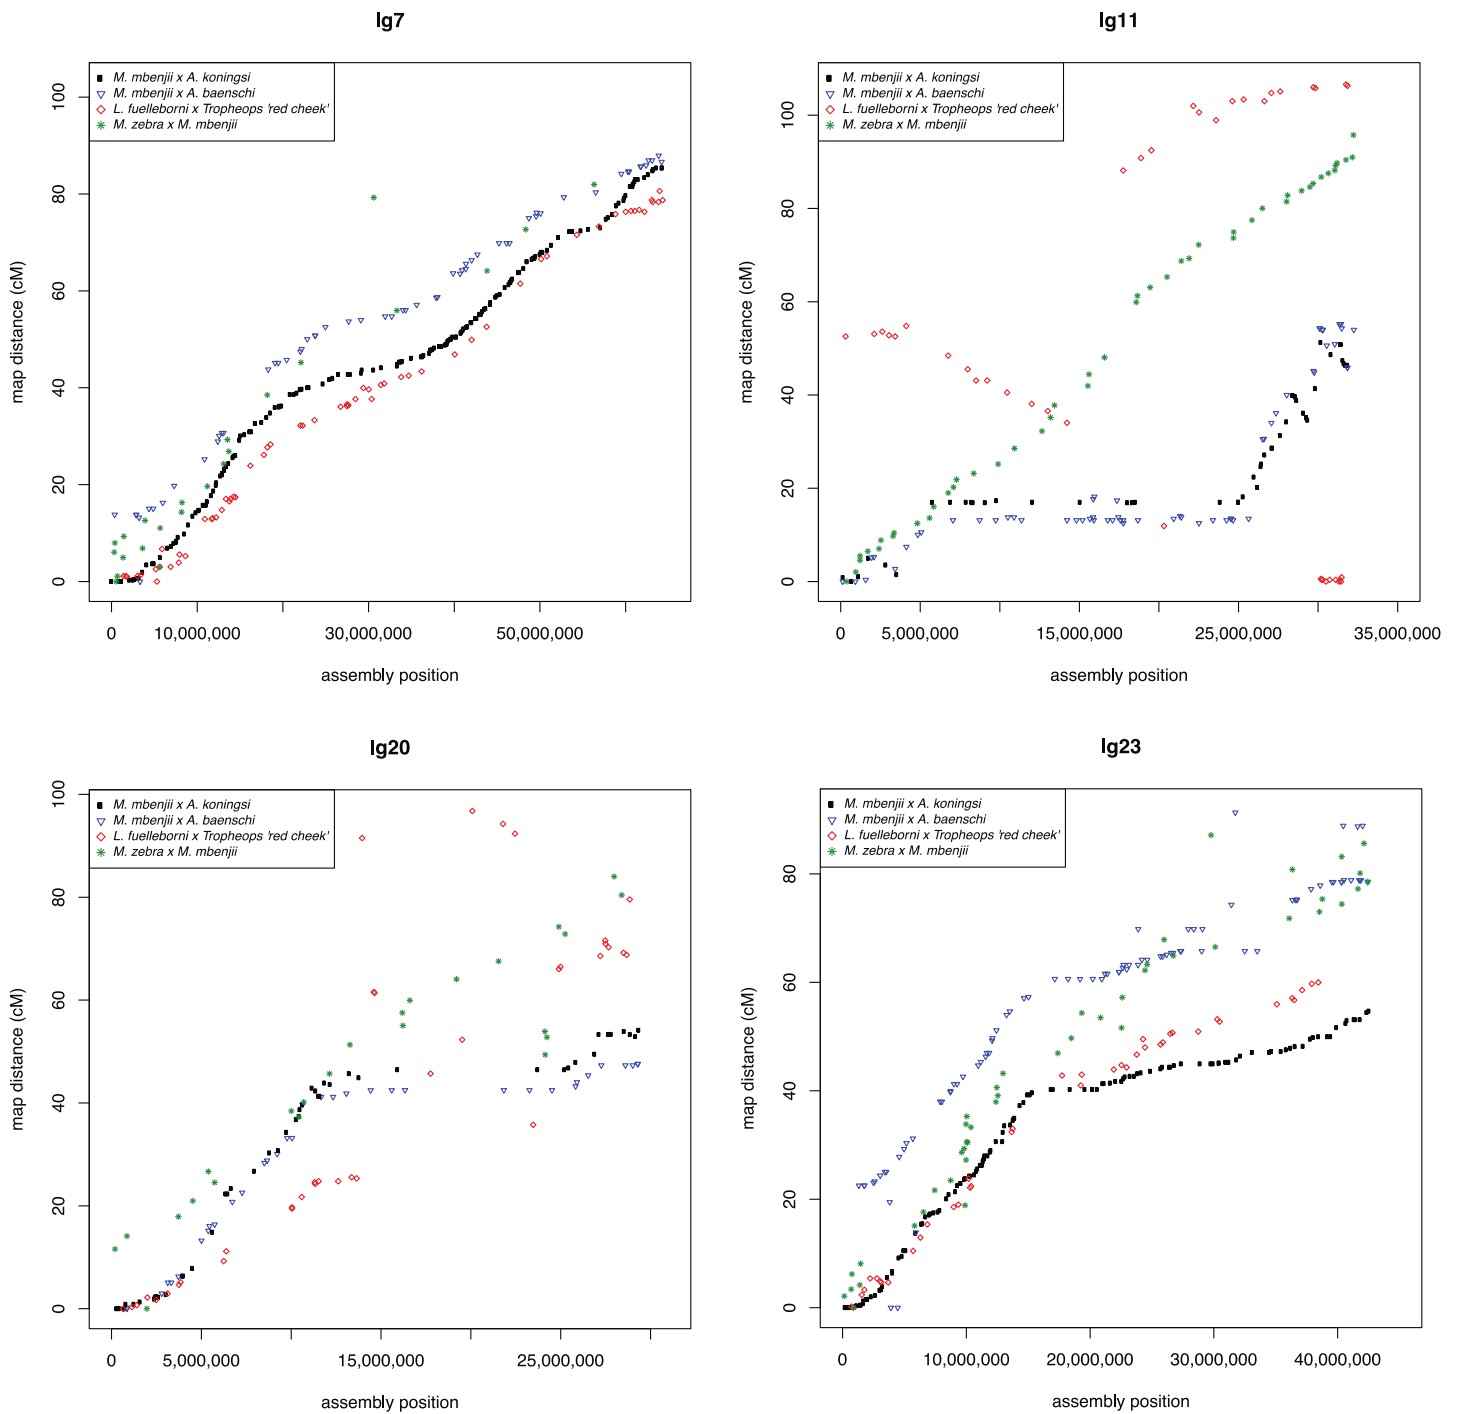 lg7
M. mbenjii x A. koningsi
M. mbenjii x A. baenschi
L. fuelleborni x Tropheops 'red cheek'
M. zebra x M. mbenjii
map distance (cM)
100
80
60
40
20
0
0 10,000,000 30,000,000 50,000,000
assembly position
lg11
M. mbenjii x A. koningsi
M. mbenjii x A. baenschi
L. fuelleborni x Tropheops 'red cheek'
M. zebra x M. mbenjii
map distance (cM)
100
80
60
40
20
0
0 5,000,000 15,000,000 25,000,000 35,000,000
assembly position
lg20
M. mbenjii x A. koningsi
M. mbenjii x A. baenschi
L. fuelleborni x Tropheops 'red cheek'
M. zebra x M. mbenjii
map distance (cM)
100
80
60
40
20
0
0 5,000,000 15,000,000 25,000,000
assembly position
lg23
M. mbenjii x A. koningsi
M. mbenjii x A. baenschi
L. fuelleborni x Tropheops 'red cheek'
M. zebra x M. mbenjii
map distance (cM)
80
60
40
20
0
0 10,000,000 20,000,000 30,000,000 40,000,000
assembly position